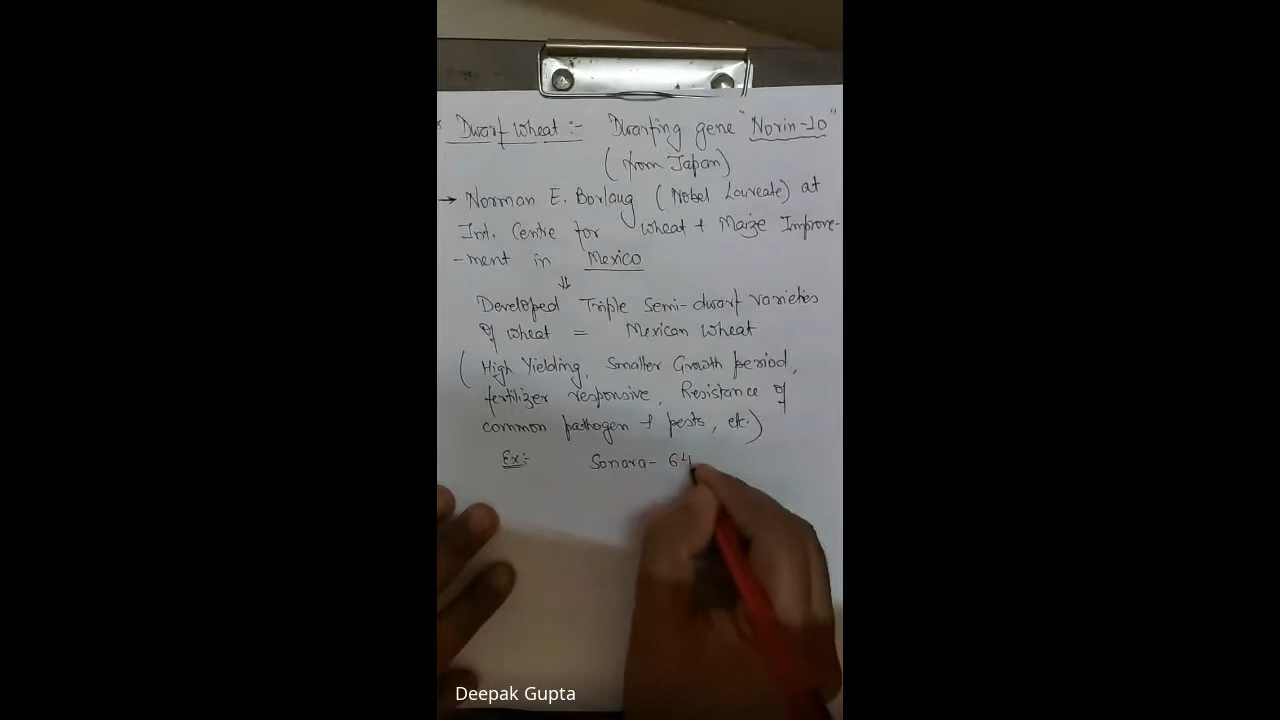 * Dwarf wheat :- Dwarfing gene "Norin-10"
(from Japan)
→ Norman E. Borlaug (Nobel Laureate) at
Int. Centre for wheat + Maize Improve-
-ment in Mexico
⇓
Developed Triple Semi-dwarf varieties
of wheat = Mexican wheat
(High Yielding, Smaller Growth period,
fertilizer responsive, Resistance of
common pathogen + pests, etc.)
Ex:- Sonara- 64
Deepak Gupta